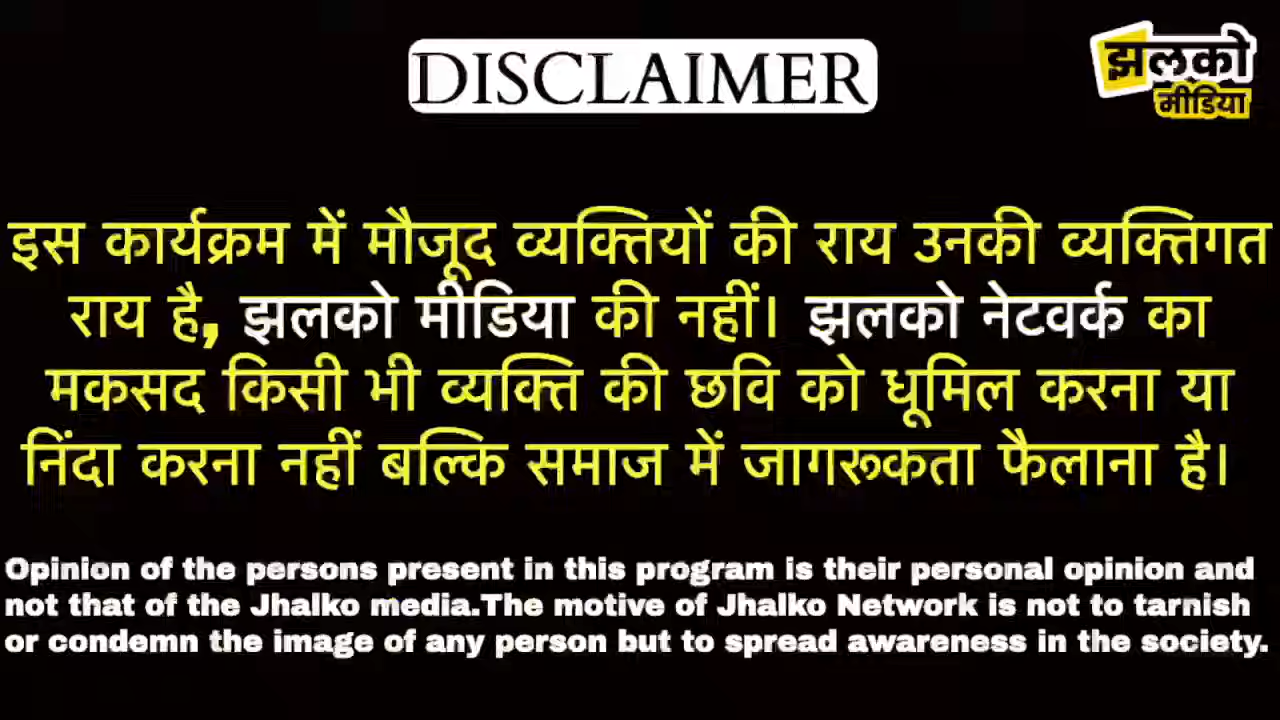 DISCLAIMER
झलको
मीडिया
इस कार्यक्रम में मौजूद व्यक्तियों की राय उनकी व्यक्तिगत
राय है, झलको मीडिया की नहीं। झलको नेटवर्क का
मकसद किसी भी व्यक्ति की छवि को धूमिल करना या
निंदा करना नहीं बल्कि समाज में जागरूकता फैलाना है।
Opinion of the persons present in this program is their personal opinion and
not that of the Jhalko media.The motive of Jhalko Network is not to tarnish
or condemn the image of any person but to spread awareness in the society.